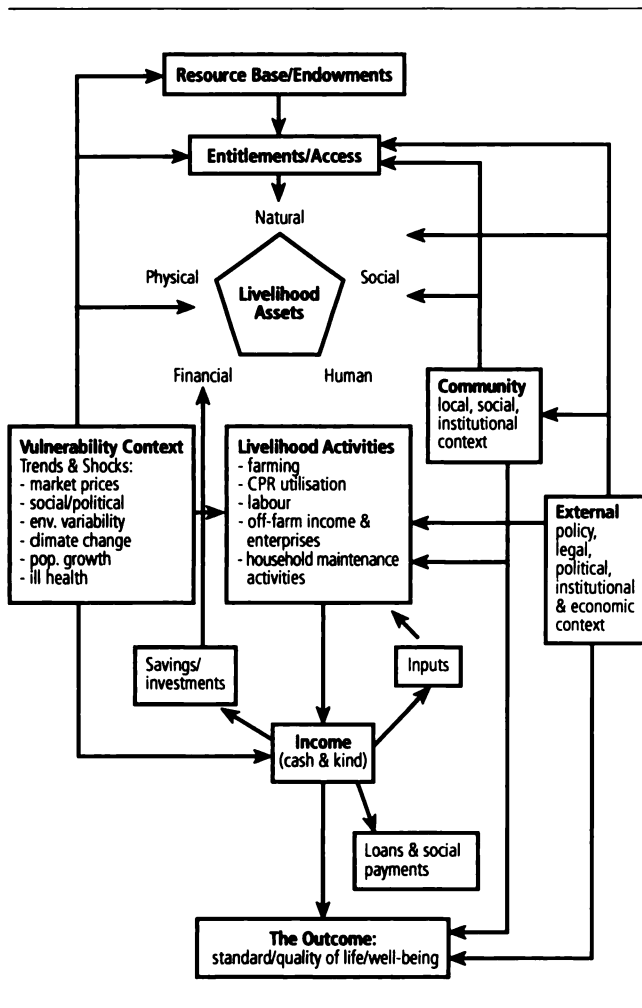 Resource Base/Endowments
Entitlements/Access
Natural
Physical
Social
Livelihood
Assets
Financial
Human
Community
local, social,
institutional
context
Vulnerability Context
Trends & Shocks:
- market prices
- social/political
- env. variability
- climate change
- pop. growth
- ill health
Livelihood Activities
- farming
- CPR utilisation
- labour
- off-farm income &
enterprises
- household maintenance
activities
External
policy,
legal,
political,
institutional
& economic
context
Savings/
investments
Inputs
Income
(cash & kind)
Loans & social
payments
The Outcome:
standard/quality of life/well-being